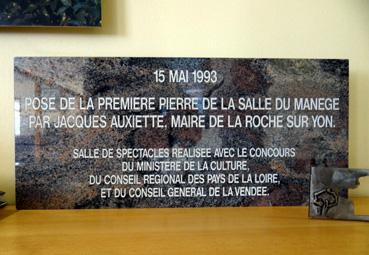 15 MAI 1993
POSE DE LA PREMIERE PIERRE DE LA SALLE DU MANEGE
PAR JACQUES AUXIETTE, MAIRE DE LA ROCHE SUR YON.
SALLE DE SPECTACLES REALISEE AVEC LE CONCOURS
DU MINISTERE DE LA CULTURE,
DU CONSEIL REGIONAL DES PAYS DE LA LOIRE,
ET DU CONSEIL GENERAL DE LA VENDEE.